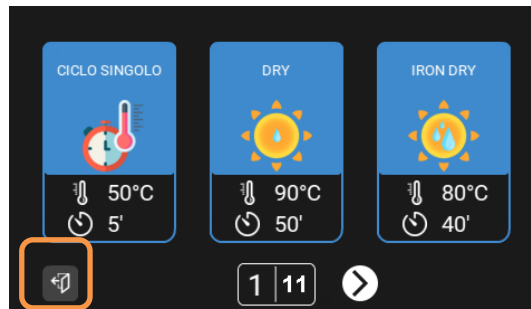 CICLO SINGOLO
50°C
5'
DRY
90°C
50'
IRON DRY
80°C
40'
1 11